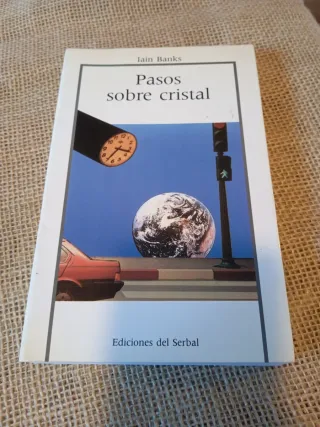 Iain Banks
Pasos
sobre cristal
Ediciones del Serbal